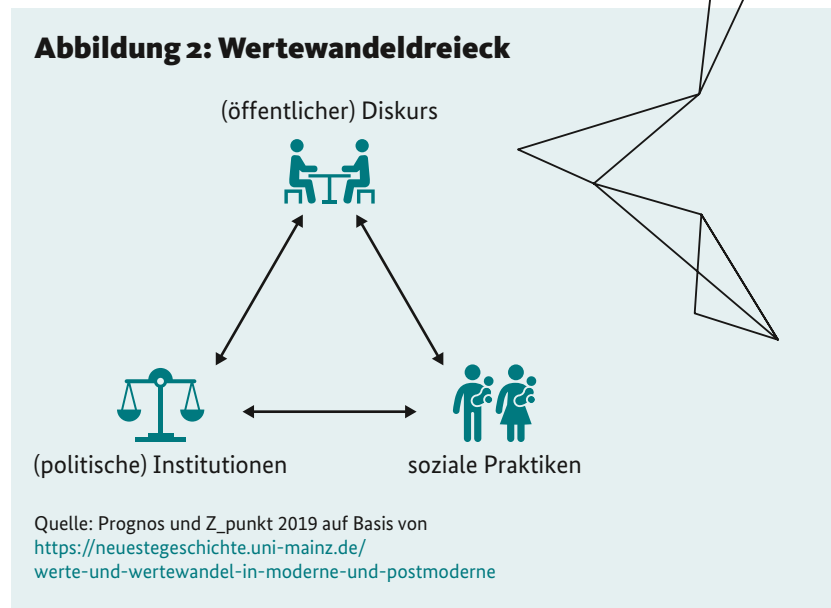 Abbildung 2: Wertewandeldreieck
(öffentlicher) Diskurs
(politische) Institutionen
soziale Praktiken
Quelle: Prognos und Z_punkt 2019 auf Basis von
https://neuestegeschichte.uni-mainz.de/
werte-und-wertewandel-in-moderne-und-postmoderne